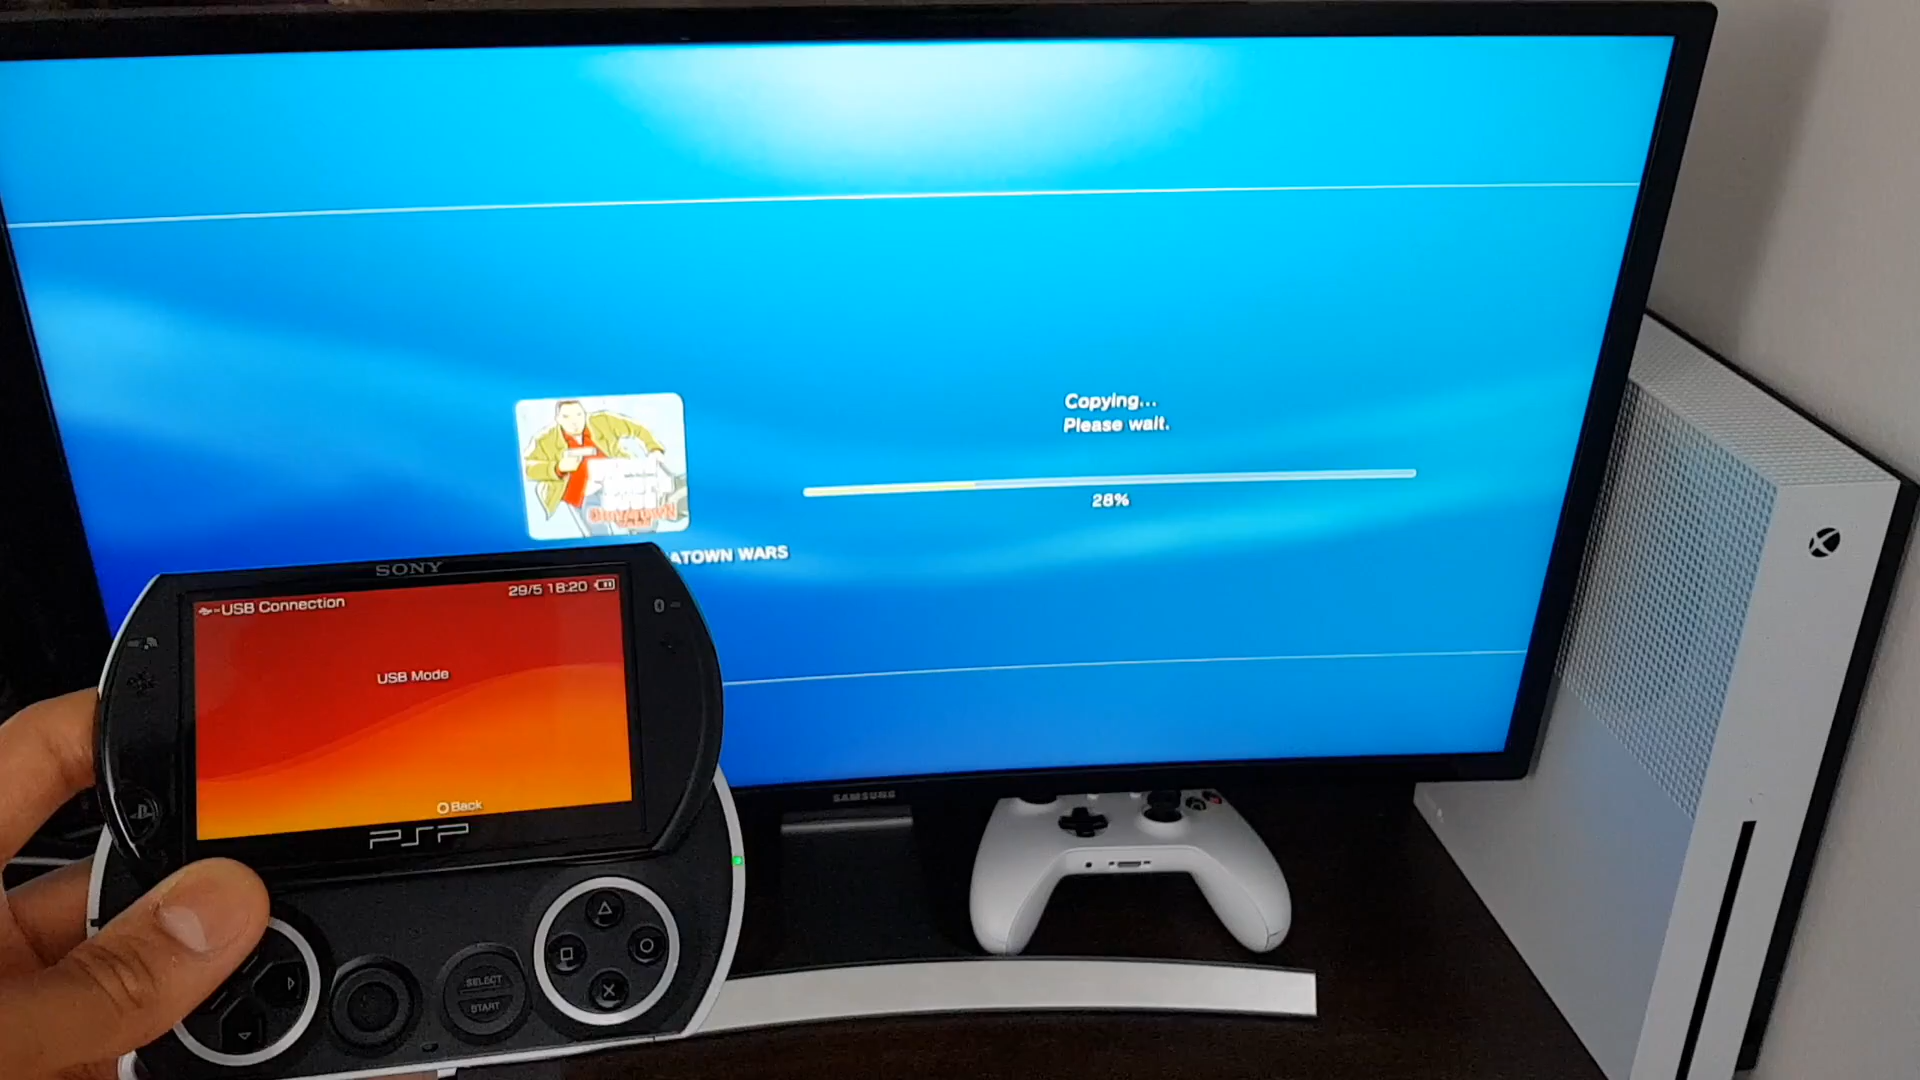 Copying...
Please wait.
28%
ATOWN WARS
SONY
USB Connection
29/5 18:20
USB Mode
Back
PSP
SAMSUNG
SELECT
START